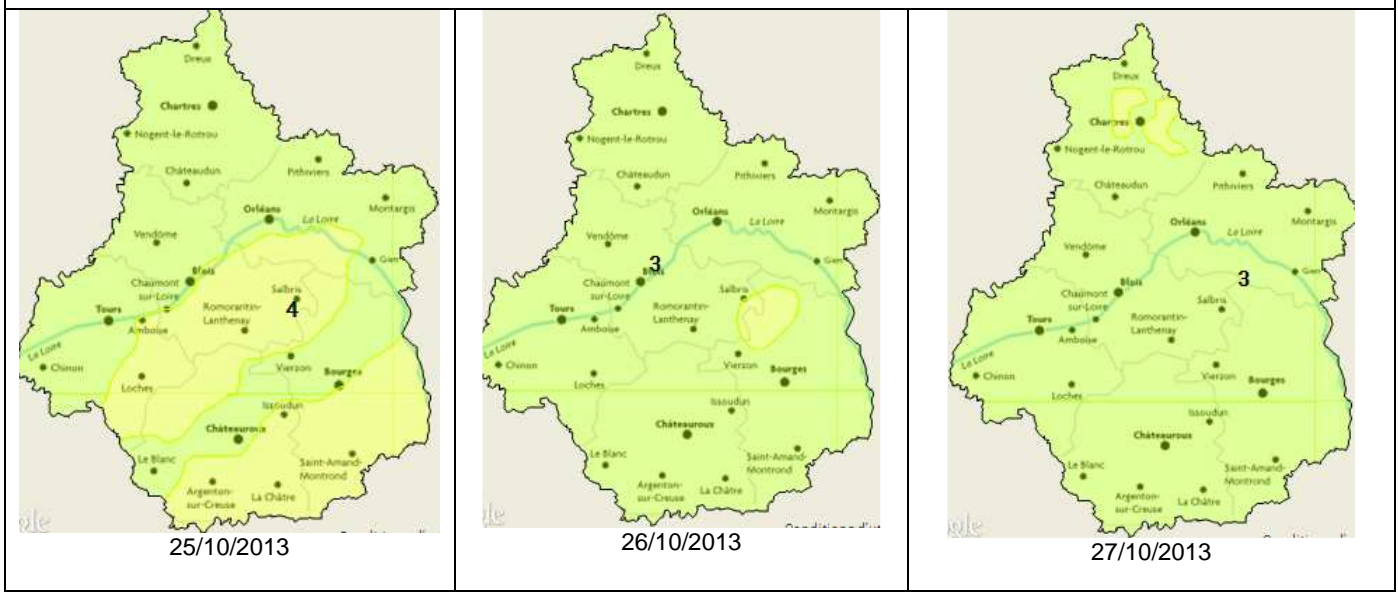 Dreux
Chartres
Nogent-le-Rotrou
Châteaudun
Pithiviers
Orléans
La Loire
Montargis
Vendôme
Gien
Blois
Chaumont
sur-Loire
Salbris
Tours
Romorantin-
Lanthenay
4
Amboise
La Loire
Chinon
Vierzon
Loches
Bourges
Issoudun
Châteauroux
Le Blanc
Saint-Amand-
Montrond
Argenton-
sur-Creuse
La Châtre
25/10/2013
Dreux
Chartres
Nogent-le-Rotrou
Châteaudun
Pithiviers
Montargis
Orléans
La Loire
Vendôme
3
Gien
Blois
Chaumont
sur-Loire
Salbris
Romorantin-
Lanthenay
Tours
Amboise
La Loire
Chinon
Vierzon
Loches
Bourges
Issoudun
Châteauroux
Le Blanc
Saint-Amand-
Montrond
Argenton-
sur-Creuse
La Châtre
26/10/2013
Dreux
Chartres
Nogent-le-Rotrou
Châteaudun
Pithiviers
Montargis
Orléans
La Loire
Vendôme
3
Gien
Blois
Chaumont
sur-Loire
Salbris
Tours
Romorantin-
Lanthenay
Amboise
La Loire
Chinon
Vierzon
Loches
Bourges
Issoudun
Châteauroux
Le Blanc
Saint-Amand-
Montrond
Argenton-
sur-Creuse
La Châtre
27/10/2013